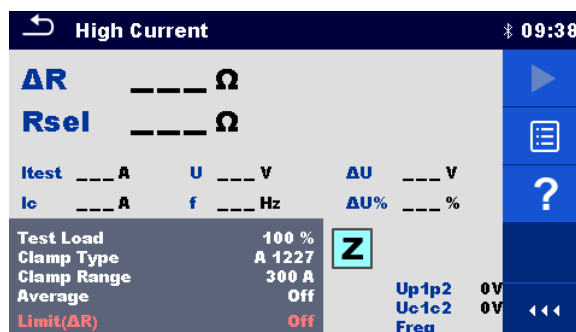 High Current 09:38
ΔR ___ Ω
Rsel ___ Ω
Itest ___ A U ___ V ΔU ___ V
Ic ___ A f ___ Hz ΔU% ___ %
Test Load 100 %
Clamp Type A 1227
Clamp Range 300 A
Average Off
Limit(ΔR) Off
Z
Up1p2 0V
Uc1c2 0V
Freq
?